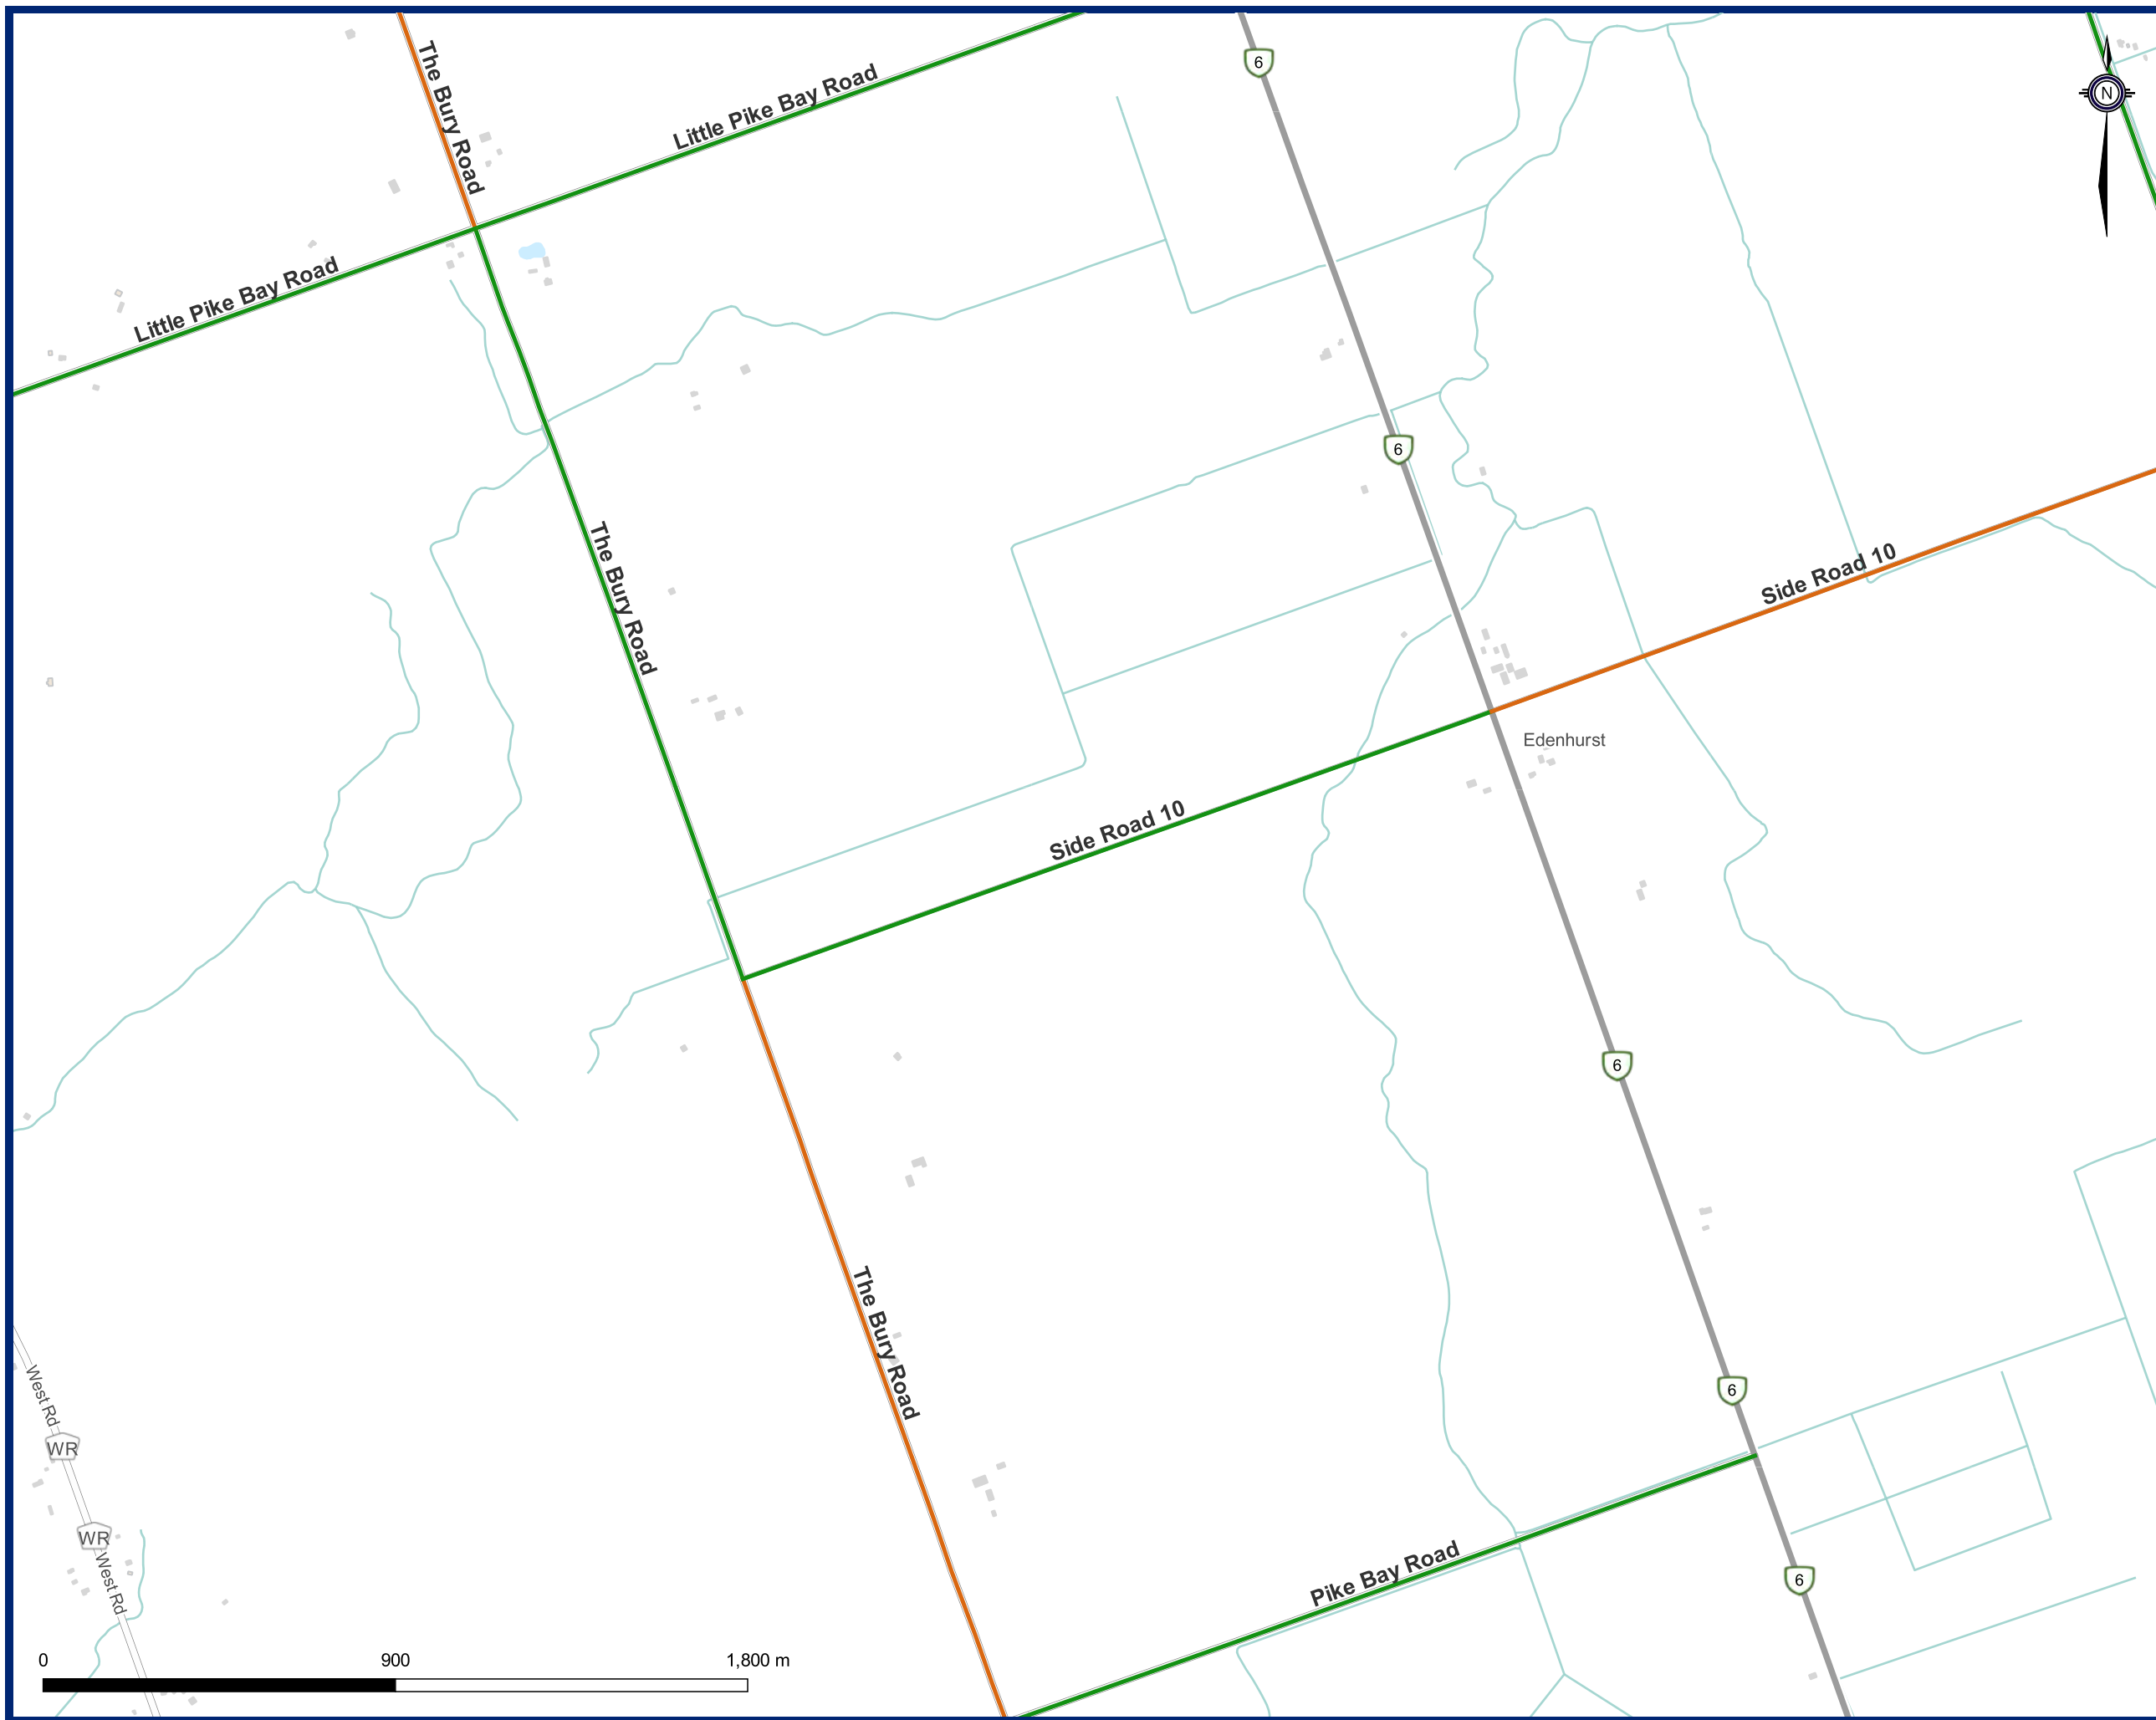 The Bury Road
Little Pike Bay Road
6
N
Little Pike Bay Road
6
The Bury Road
Side Road 10
Edenhurst
Side Road 10
6
The Bury Road
West Rd
WR
6
WR
West Rd
Pike Bay Road
6
0 900 1,800 m